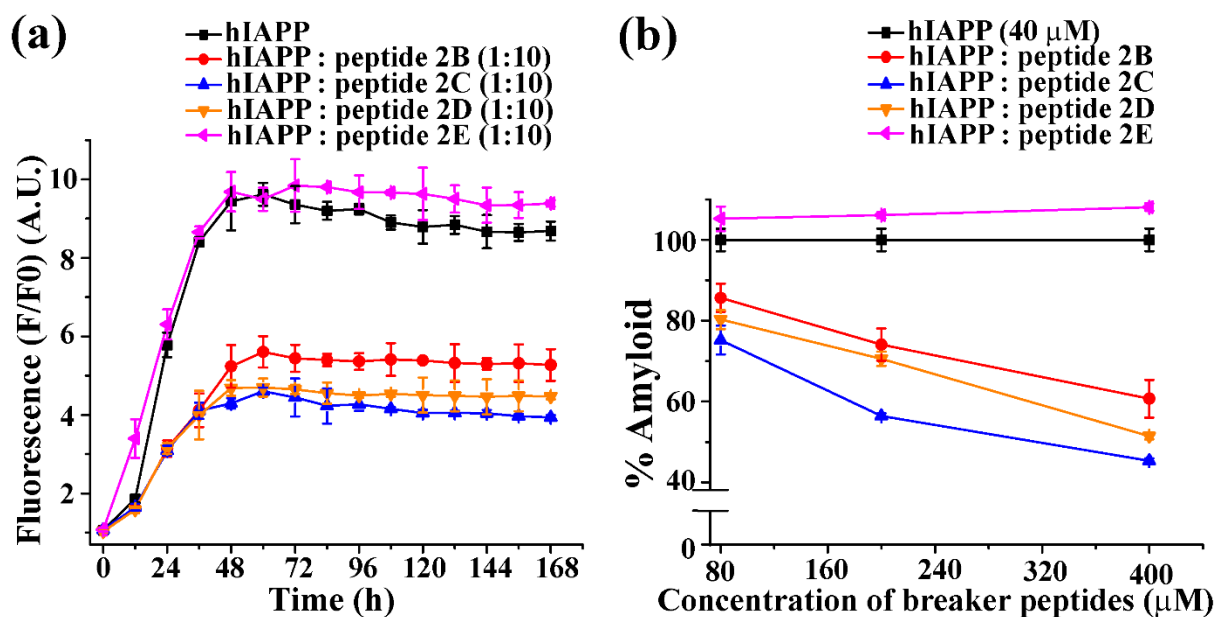 (a)
hIAPP
hIAPP : peptide 2B (1:10)
hIAPP : peptide 2C (1:10)
hIAPP : peptide 2D (1:10)
hIAPP : peptide 2E (1:10)
Fluorescence (F/F0) (A.U.)
10
8
6
4
2
0 24 48 72 96 120 144 168
Time (h)
(b)
hIAPP (40 μM)
hIAPP : peptide 2B
hIAPP : peptide 2C
hIAPP : peptide 2D
hIAPP : peptide 2E
% Amyloid
100
80
60
40
0
80 160 240 320 400
Concentration of breaker peptides (μM)